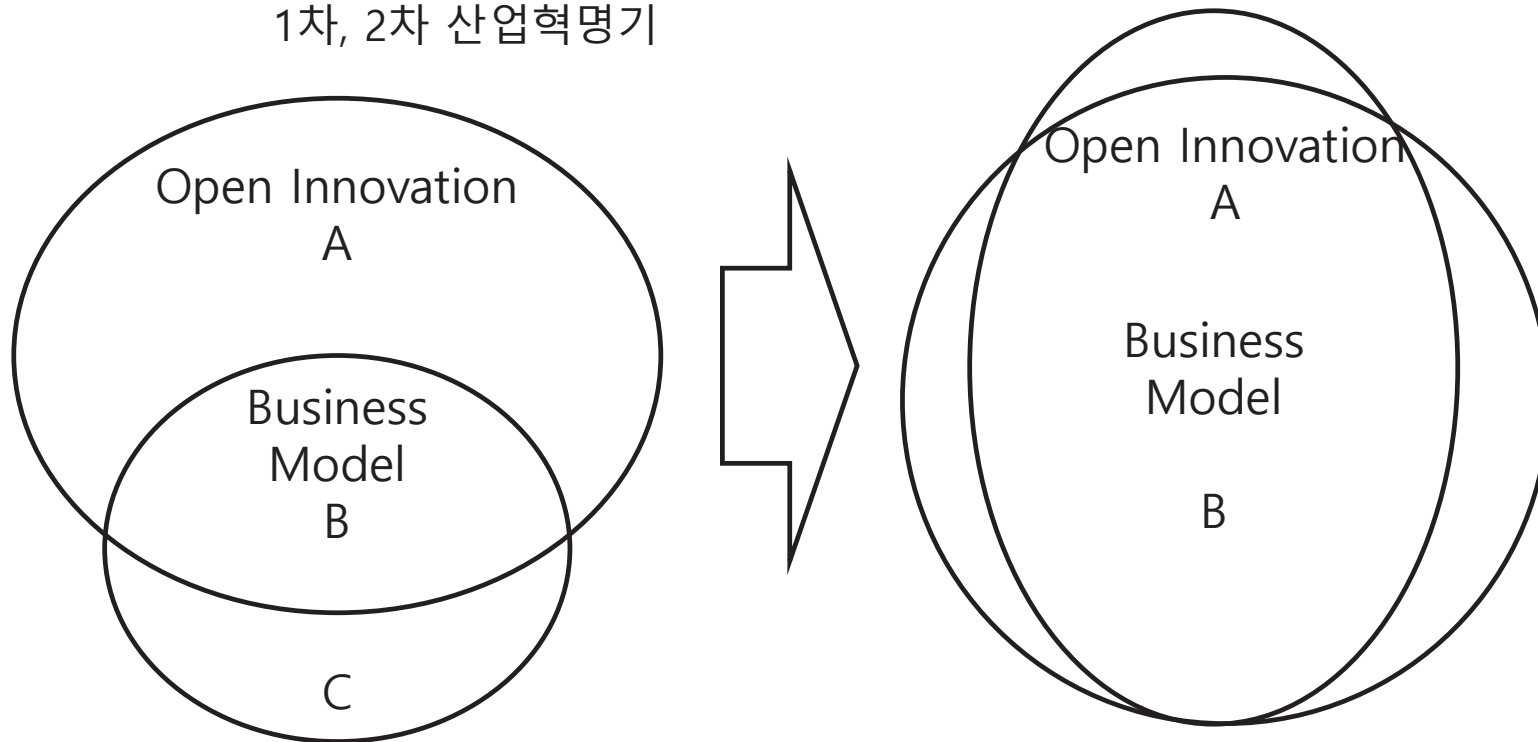 1차, 2차 산업혁명기
Open Innovation
A
Business
Model
B
C
Open Innovation
A
Business
Model
B